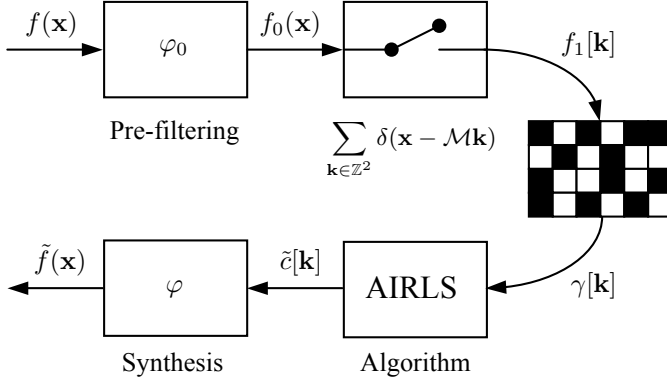 f(x)
φ₀
f₀(x)
f₁[k]
Pre-filtering
∑ δ(x − ℳk)
k∈ℤ²
f̃(x)
φ
c̃[k]
AIRLS
γ[k]
Synthesis
Algorithm